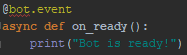 @bot.event
async def on_ready():
    print("Bot is ready!")